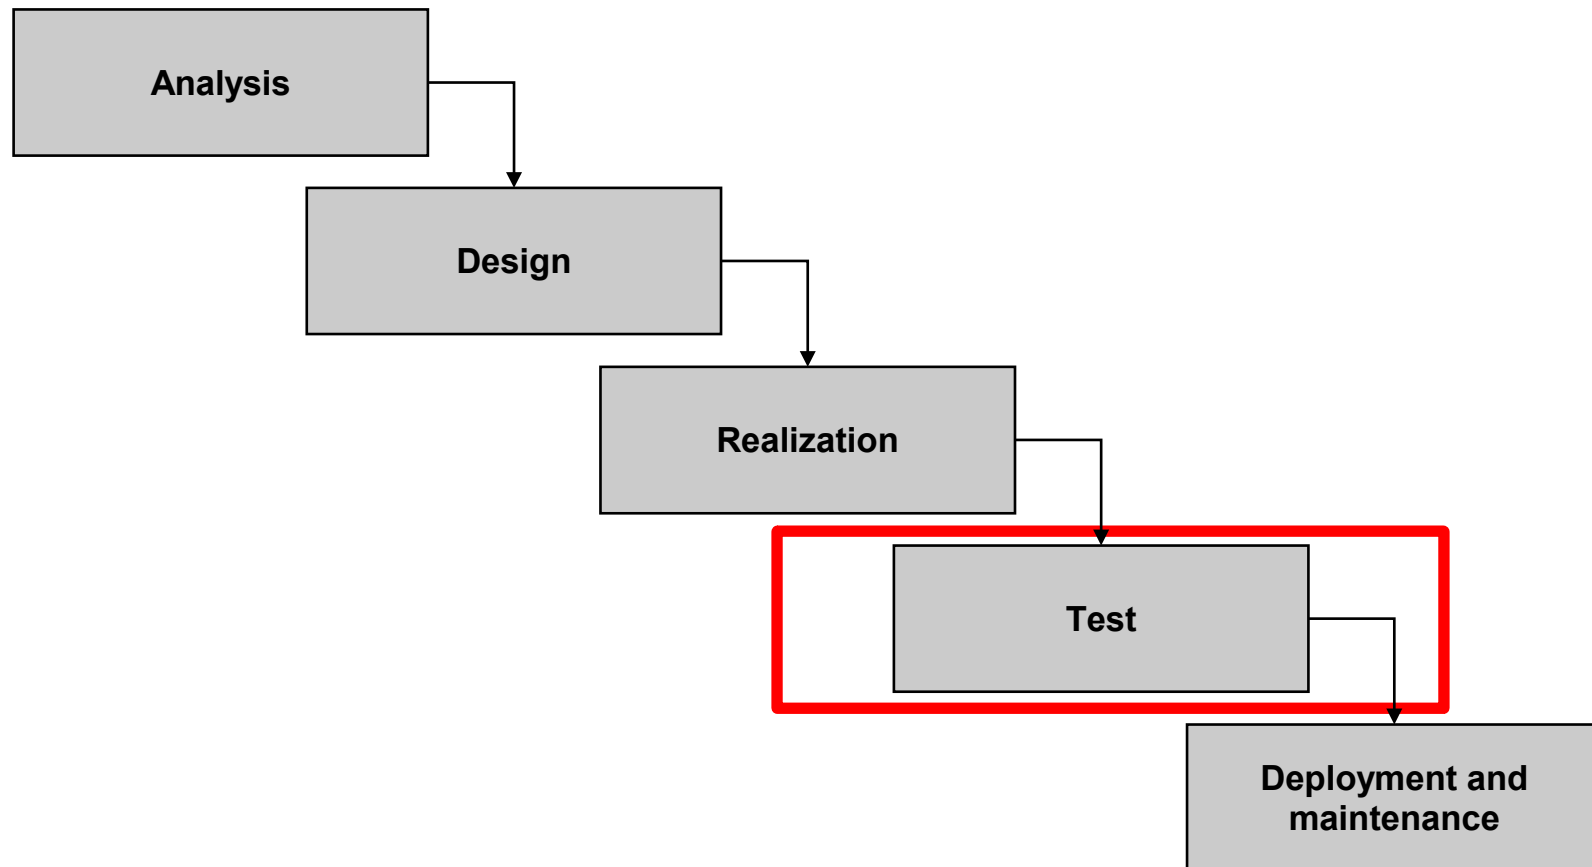 Analysis
Design
Realization
Test
Deployment and
maintenance